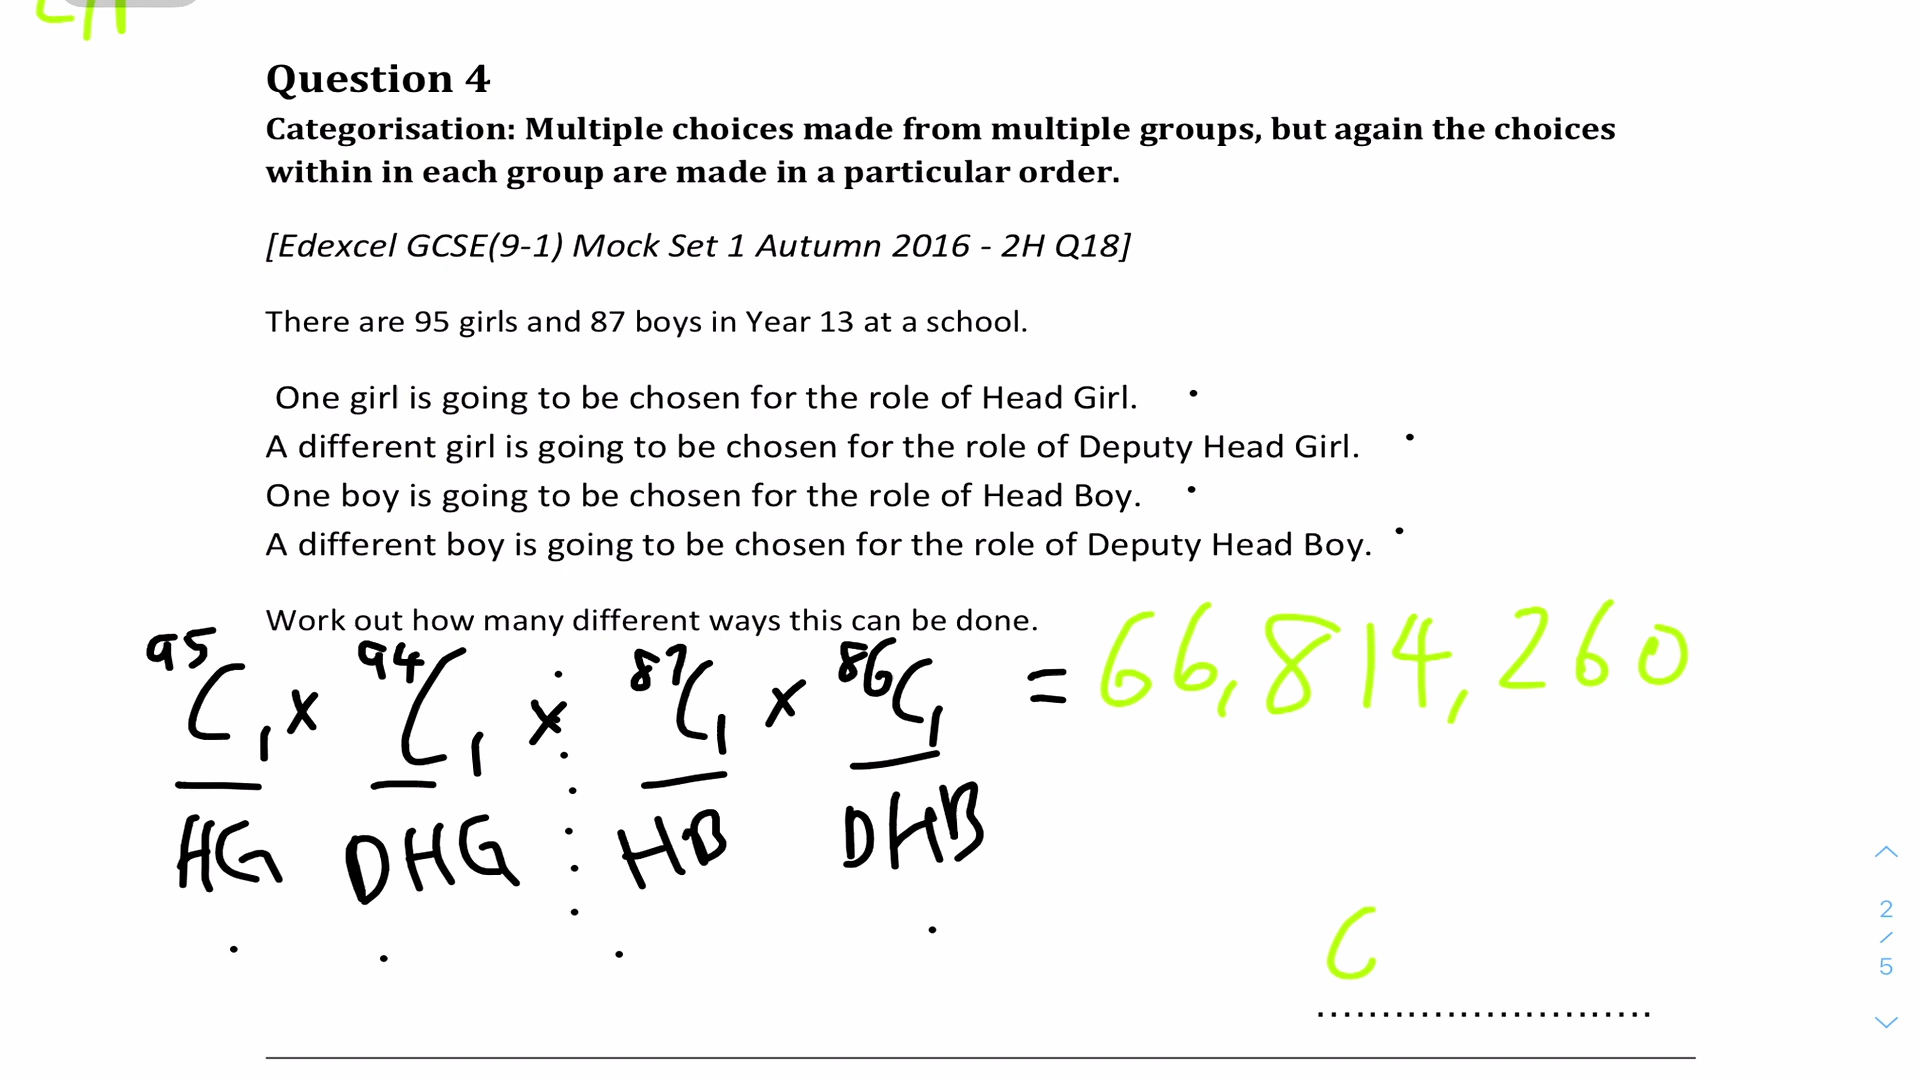 Question 4
Categorisation: Multiple choices made from multiple groups, but again the choices
within in each group are made in a particular order.
[Edexcel GCSE(9-1) Mock Set 1 Autumn 2016 - 2H Q18]
There are 95 girls and 87 boys in Year 13 at a school.
One girl is going to be chosen for the role of Head Girl.
A different girl is going to be chosen for the role of Deputy Head Girl.
One boy is going to be chosen for the role of Head Boy.
A different boy is going to be chosen for the role of Deputy Head Boy.
Work out how many different ways this can be done.
⁹⁵C₁ × ⁹⁴C₁ × ⁸⁷C₁ × ⁸⁶C₁ = 66,814,260
HG DHG HB DHB
C
..........................
2
/
5